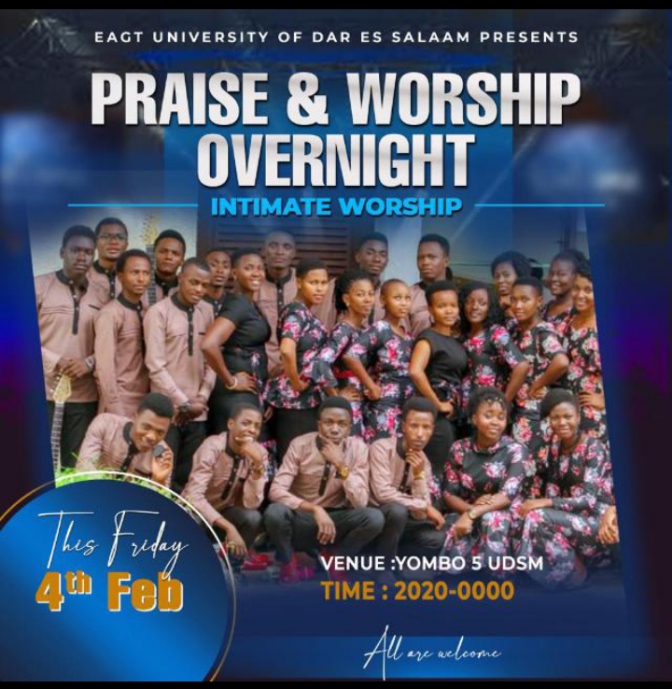 EAGT UNIVERSITY OF DAR ES SALAAM PRESENTS
PRAISE & WORSHIP
OVERNIGHT
INTIMATE WORSHIP
This Friday
4th Feb
VENUE :YOMBO 5 UDSM
TIME : 2020-0000
All are welcome